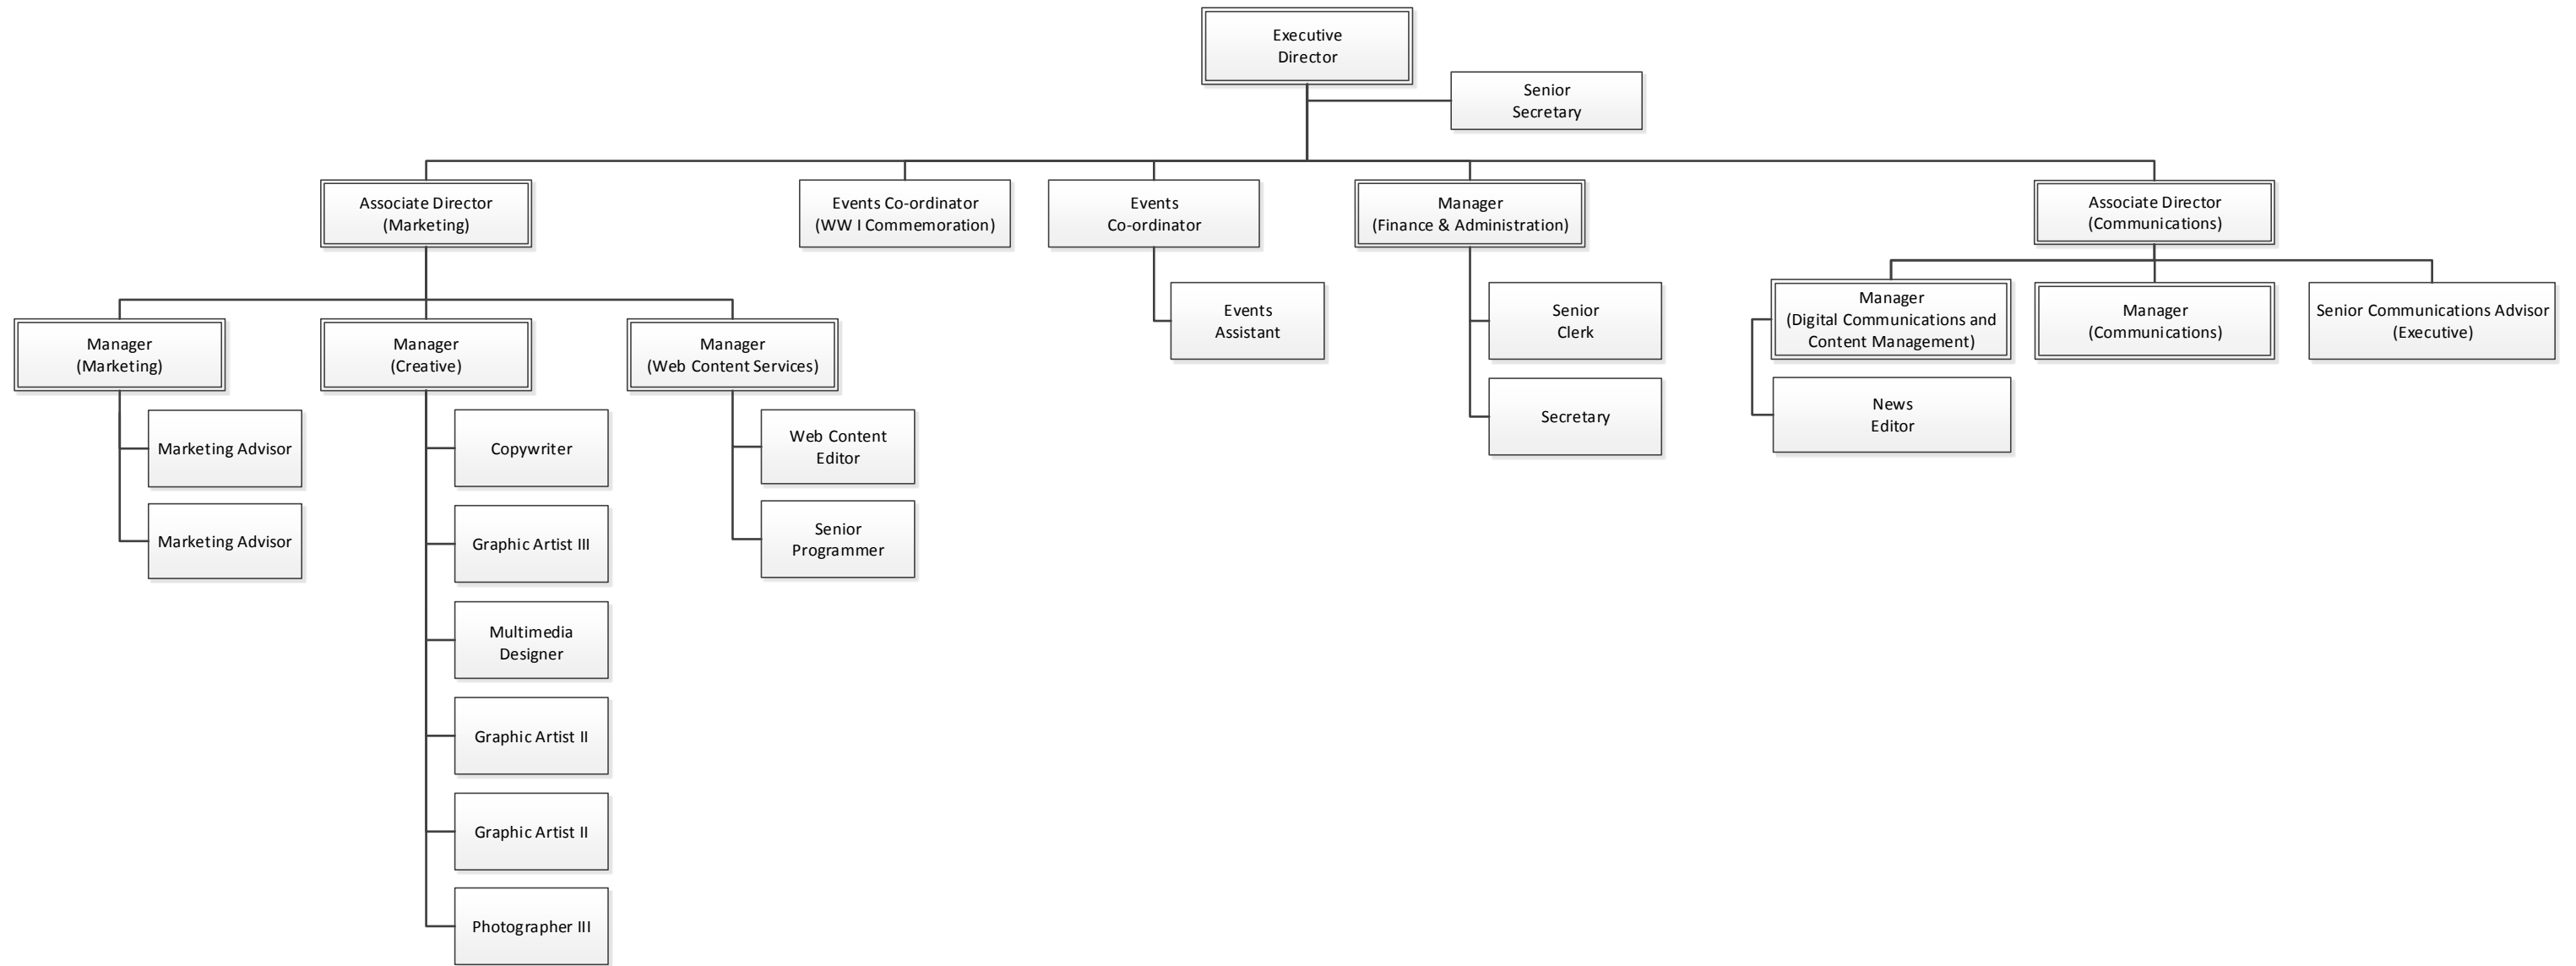 Executive
Director
Senior
Secretary
Associate Director
(Marketing)
Events Co-ordinator
(WW I Commemoration)
Events
Co-ordinator
Manager
(Finance & Administration)
Associate Director
(Communications)
Manager
(Marketing)
Marketing Advisor
Marketing Advisor
Manager
(Creative)
Copywriter
Graphic Artist III
Multimedia
Designer
Graphic Artist II
Graphic Artist II
Photographer III
Manager
(Web Content Services)
Web Content
Editor
Senior
Programmer
Events
Assistant
Senior
Clerk
Secretary
Manager
(Digital Communications and
Content Management)
News
Editor
Manager
(Communications)
Senior Communications Advisor
(Executive)